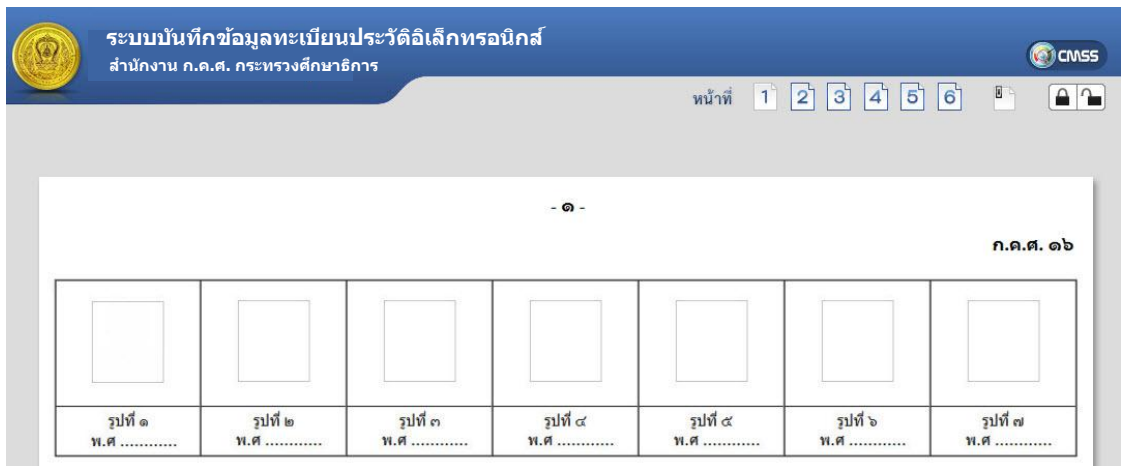 ระบบบันทึกข้อมูลทะเบียนประวัติอิเล็กทรอนิกส์
สำนักงาน ก.ค.ศ. กระทรวงศึกษาธิการ
CMSS
หน้าที่ 1 2 3 4 5 6
- ๑ -
ก.ค.ศ. ๑๖
รูปที่ ๑ รูปที่ ๒ รูปที่ ๓ รูปที่ ๔ รูปที่ ๕ รูปที่ ๖ รูปที่ ๗
พ.ศ ............ พ.ศ ............ พ.ศ ............ พ.ศ ............ พ.ศ ............ พ.ศ ............ พ.ศ ............